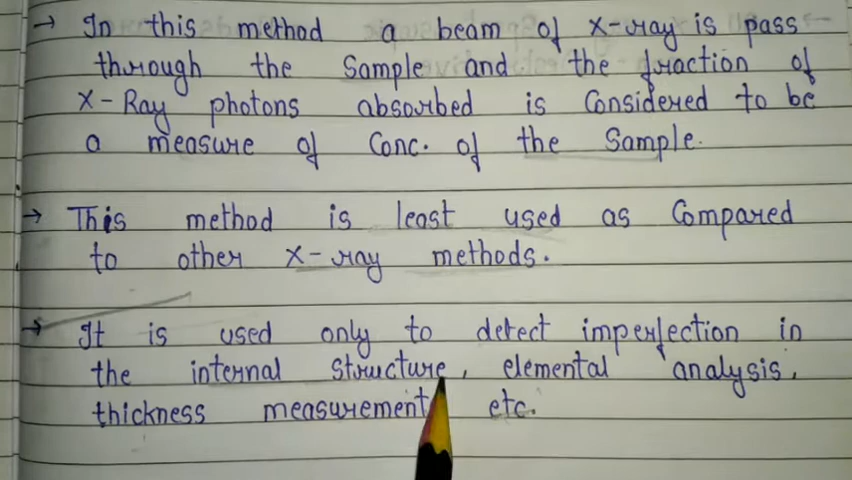 → In this method a beam of X-ray is pass
through the Sample and the fraction of
X-Ray photons absorbed is Considered to be
a measure of Conc. of the Sample.
→ This method is least used as Compared
to other X-ray methods.
→ It is used only to detect imperfection in
the internal structure, elemental analysis,
thickness measurement etc.